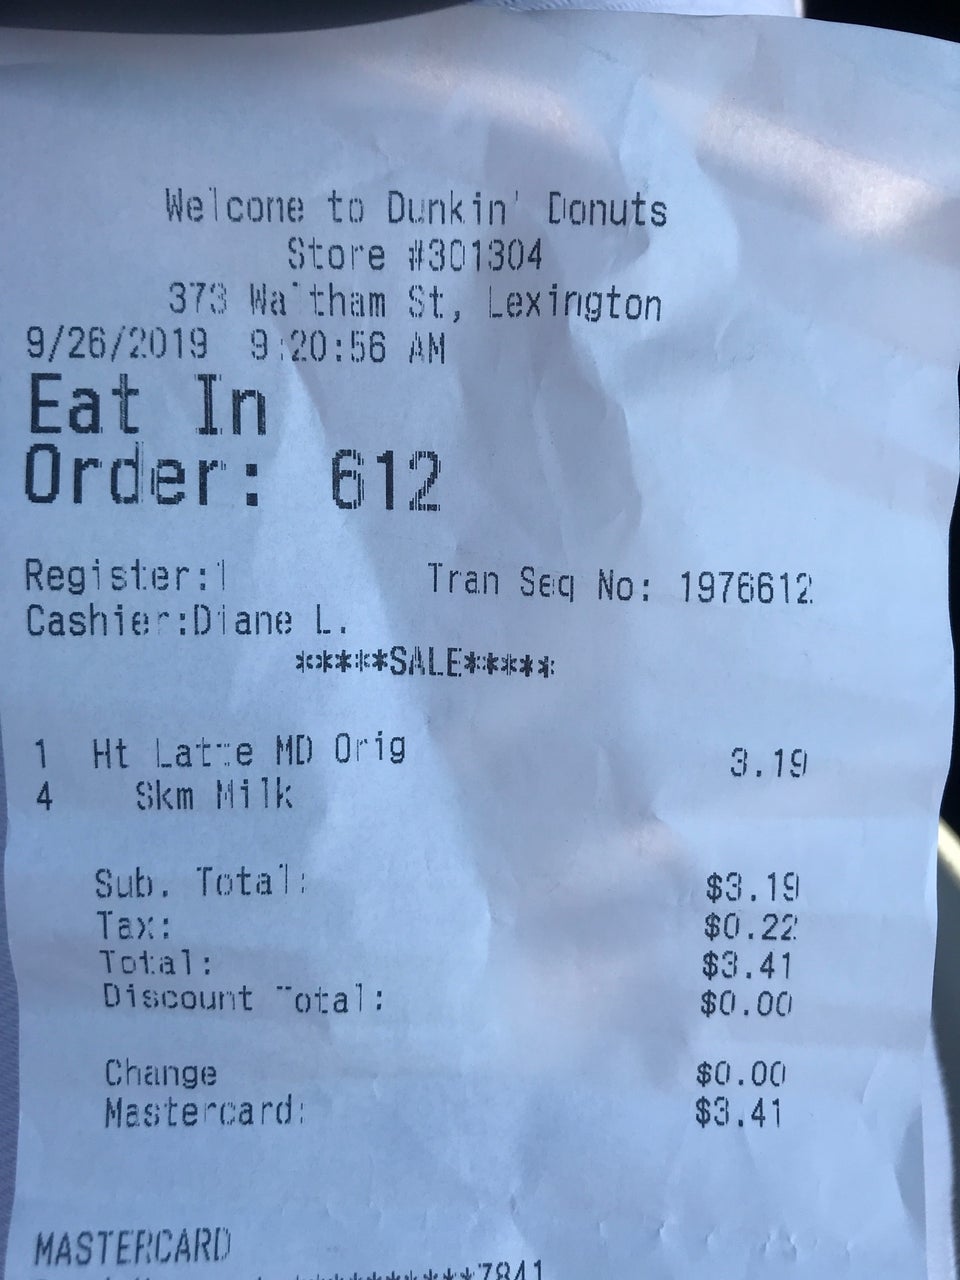 Welcome to Dunkin' Donuts
Store #301304
373 Waltham St, Lexington
9/26/2019 9:20:56 AM
Eat In
Order: 612
Register:1 Tran Seq No: 1976612
Cashier:Diane L.
*****SALE*****
1 Ht Latte MD Orig 3.19
4 Skm Milk
Sub. Total: $3.19
Tax: $0.22
Total: $3.41
Discount Total: $0.00
Change $0.00
Mastercard: $3.41
MASTERCARD
************7841